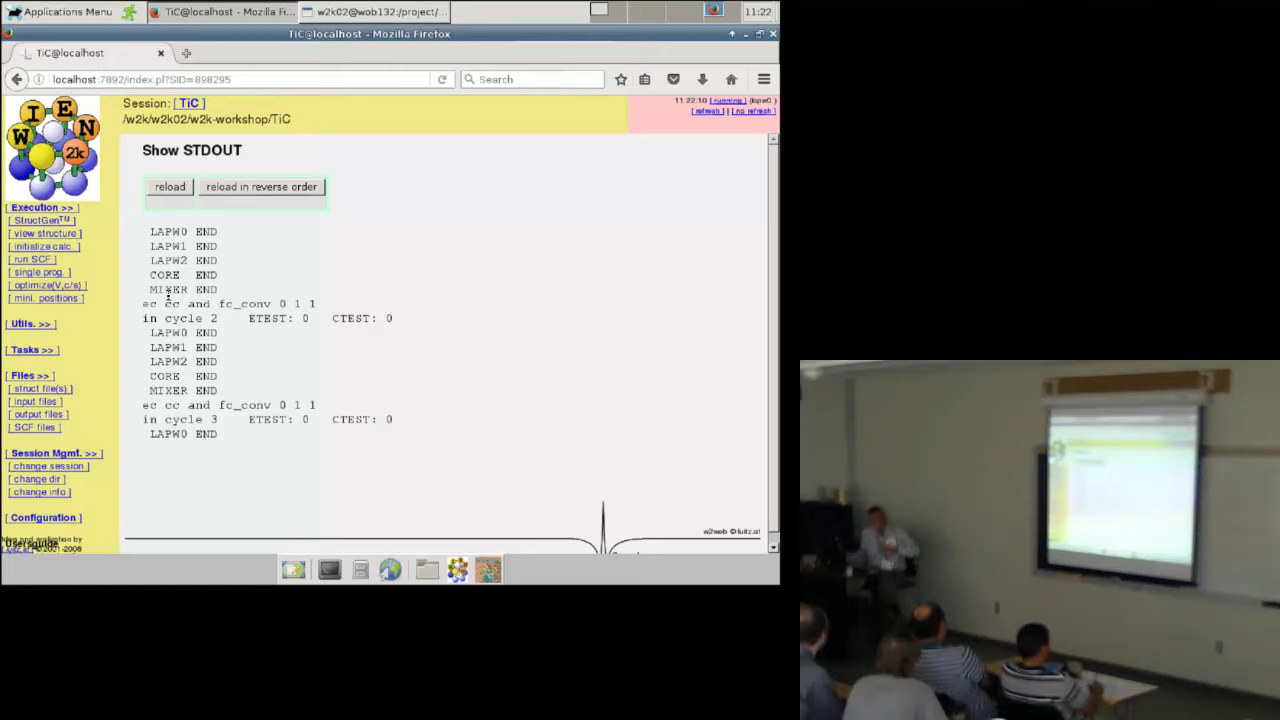 Applications Menu
TiC@localhost - Mozilla Fi...
w2k02@wob132:/project/...
11:22
TiC@localhost - Mozilla Firefox
TiC@localhost
localhost:7892/index.pl?SID=898295
Search
W I E N 2k
Session: [ TiC ]
/w2k/w2k02/w2k-workshop/TiC
11:22:10 [ running ] (lapw0 )
[ refresh ] [ no refresh ]
[ Execution >> ]
[ StructGen™ ]
[ view structure ]
[ initialize calc. ]
[ run SCF ]
[ single prog. ]
[ optimize(V,c/a) ]
[ mini. positions ]
[ Utils. >> ]
[ Tasks >> ]
[ Files >> ]
[ struct file(s) ]
[ input files ]
[ output files ]
[ SCF files ]
[ Session Mgmt. >> ]
[ change session ]
[ change dir ]
[ change info ]
[ Configuration ]
Usersguide
Idea and realization by
Show STDOUT
reload
reload in reverse order
LAPW0 END
LAPW1 END
LAPW2 END
CORE END
MIXER END
ec cc and fc_conv 0 1 1
in cycle 2 ETEST: 0 CTEST: 0
LAPW0 END
LAPW1 END
LAPW2 END
CORE END
MIXER END
ec cc and fc_conv 0 1 1
in cycle 3 ETEST: 0 CTEST: 0
LAPW0 END
w2web © luitz.at